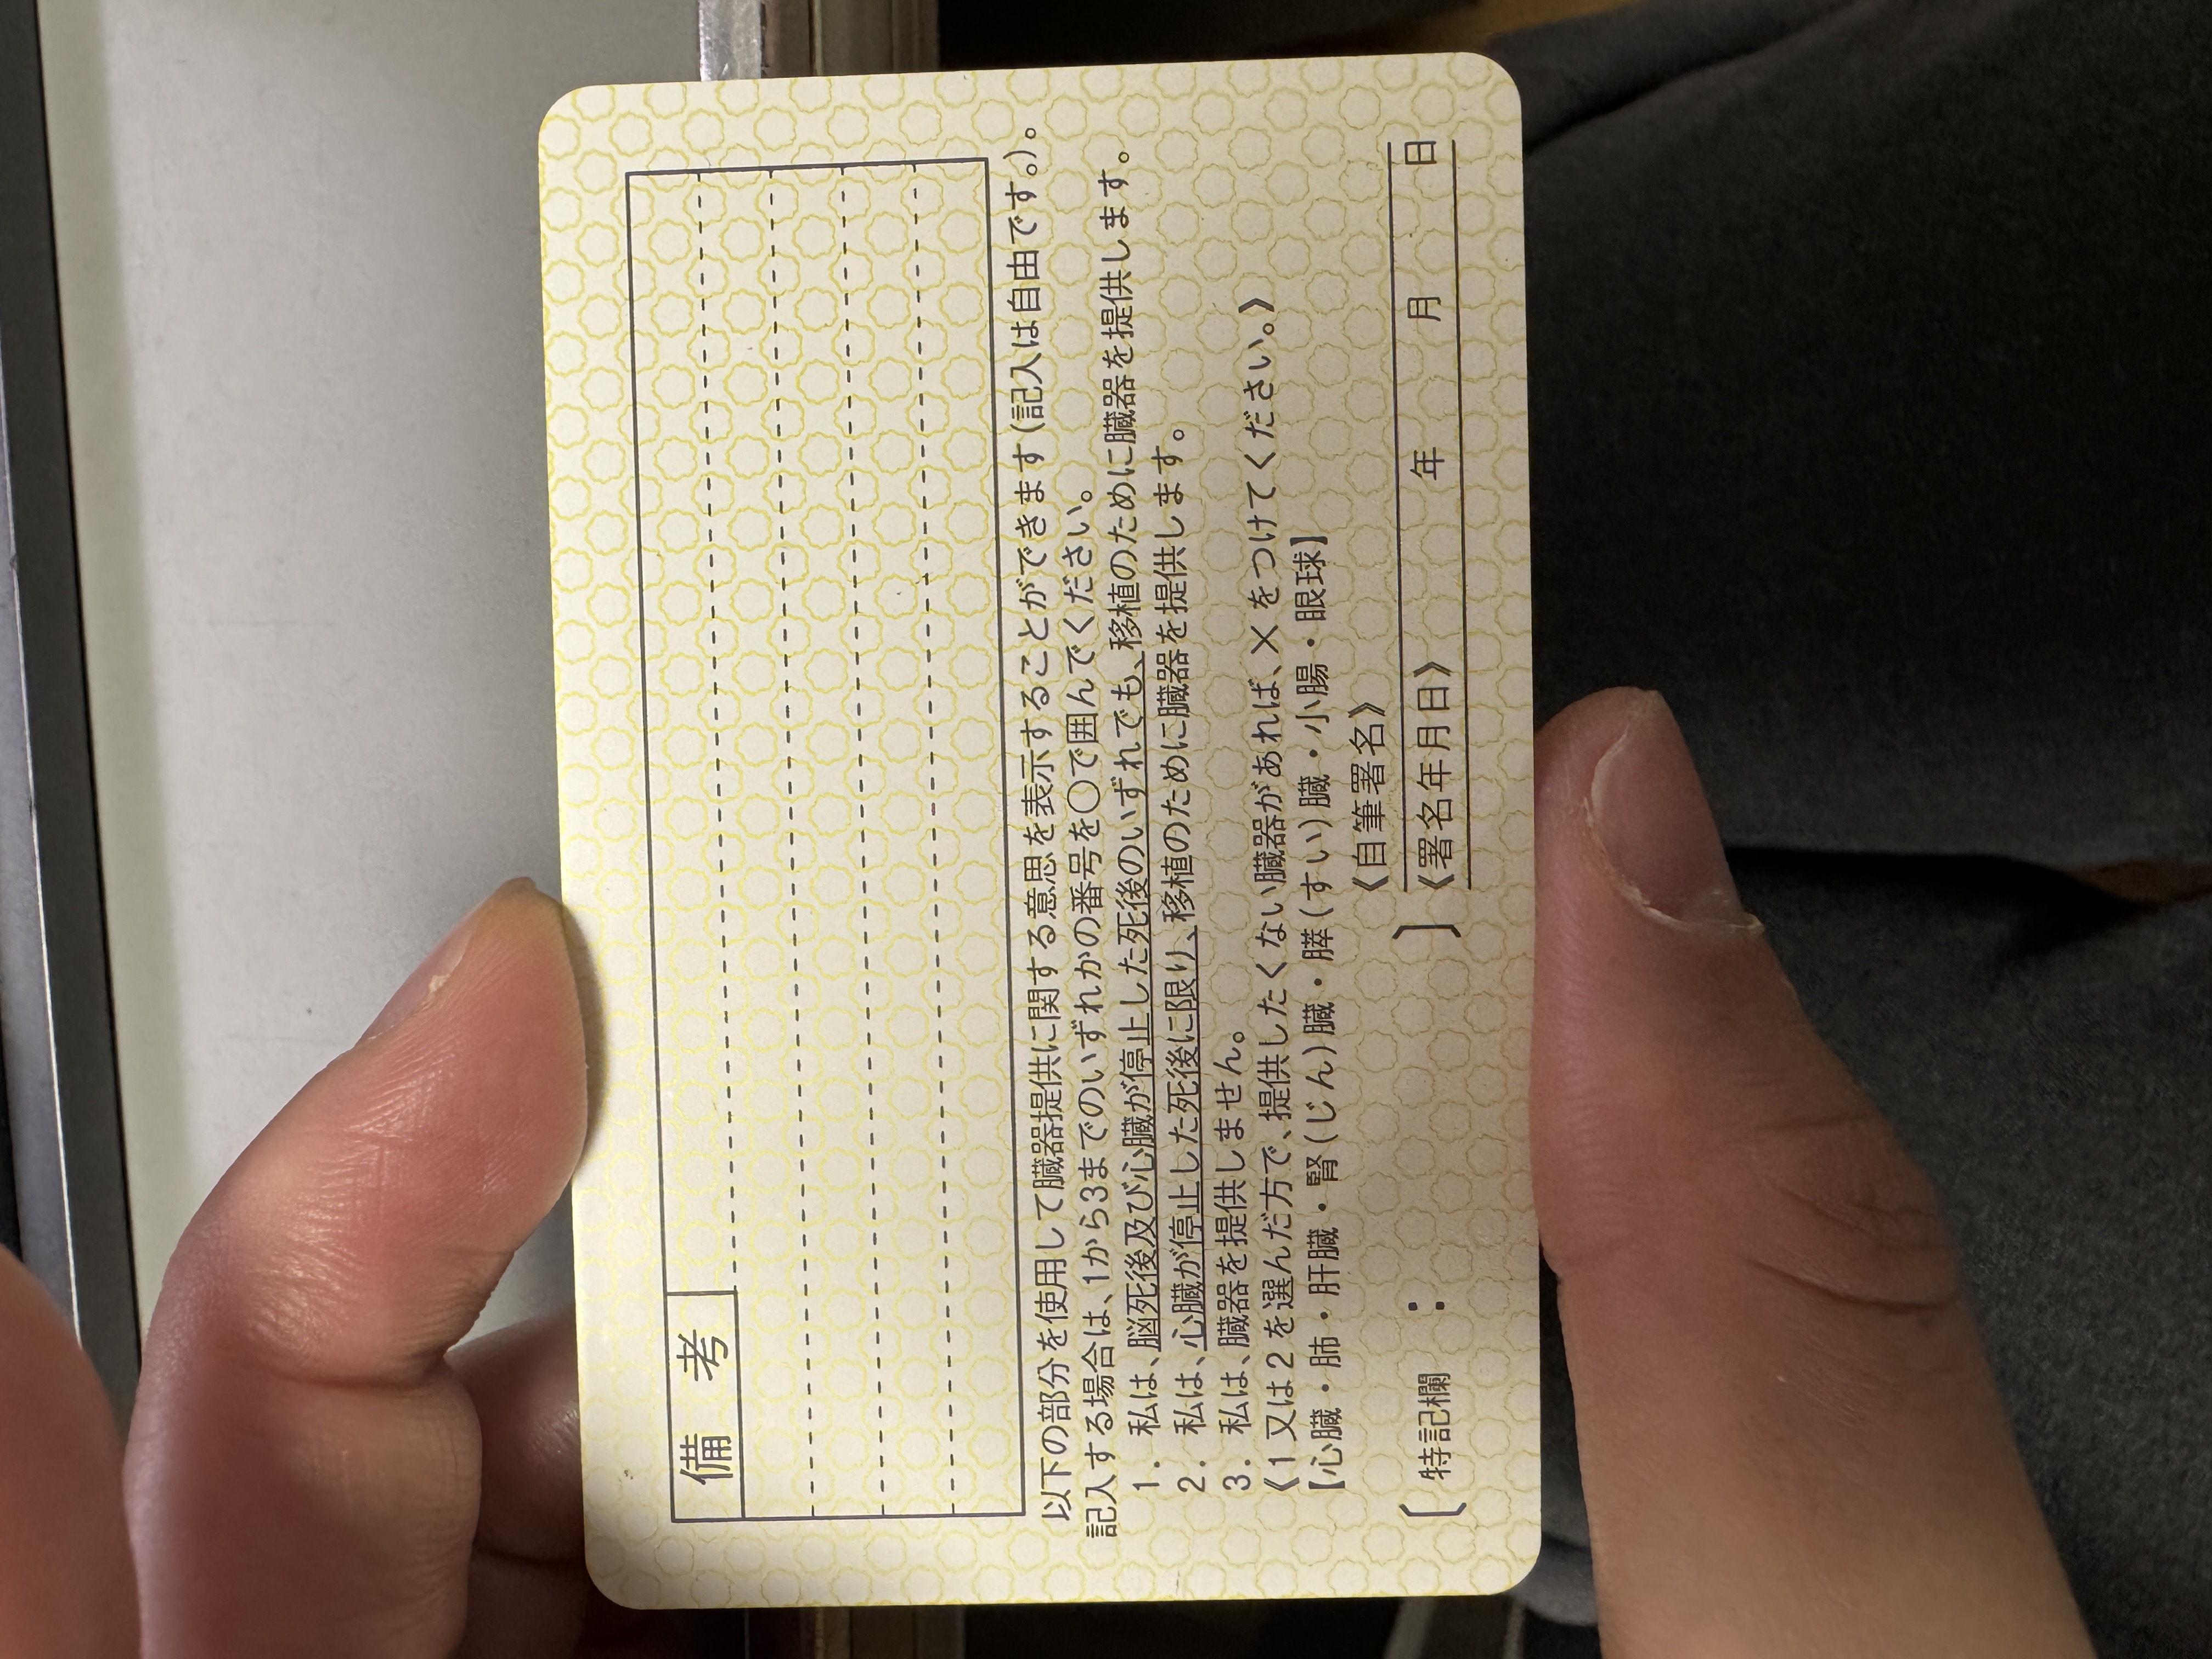 備 考
以下の部分を使用して臓器提供に関する意思を表示することができます(記入は自由です。)。
記入する場合は、1から3までのいずれかの番号を〇で囲んでください。
1. 私は、脳死後及び心臓が停止した死後のいずれでも、移植のために臓器を提供します。
2. 私は、心臓が停止した死後に限り、移植のために臓器を提供します。
3. 私は、臓器を提供しません。
《1又は2を選んだ方で、提供したくない臓器があれば、×をつけてください。》
【心臓・肺・肝臓・腎(じん)臓・膵(すい)臓・小腸・眼球】
《自筆署名》
〔特記欄: 〕
《署名年月日》 年 月 日